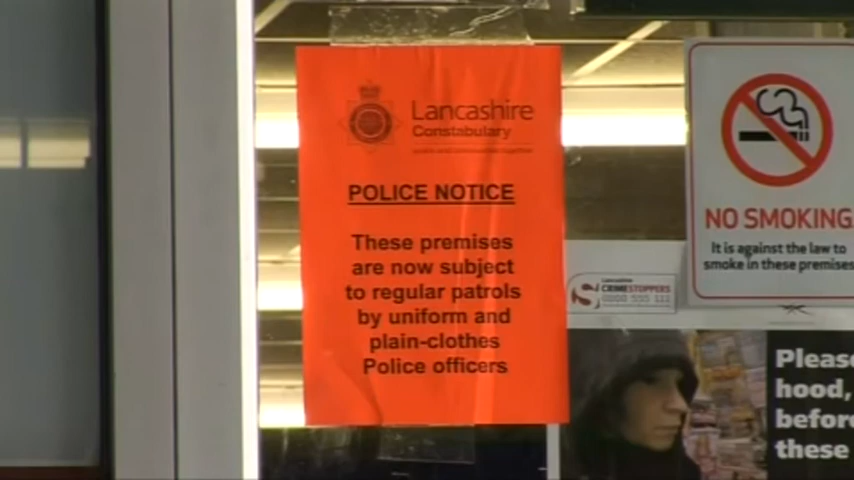 Lancashire
Constabulary
POLICE NOTICE
These premises
are now subject
to regular patrols
by uniform and
plain-clothes
Police officers
NO SMOKING
It is against the law to
smoke in these premises
Lancashire
CRIMESTOPPERS
0800 555 111
Please
hood,
before
these